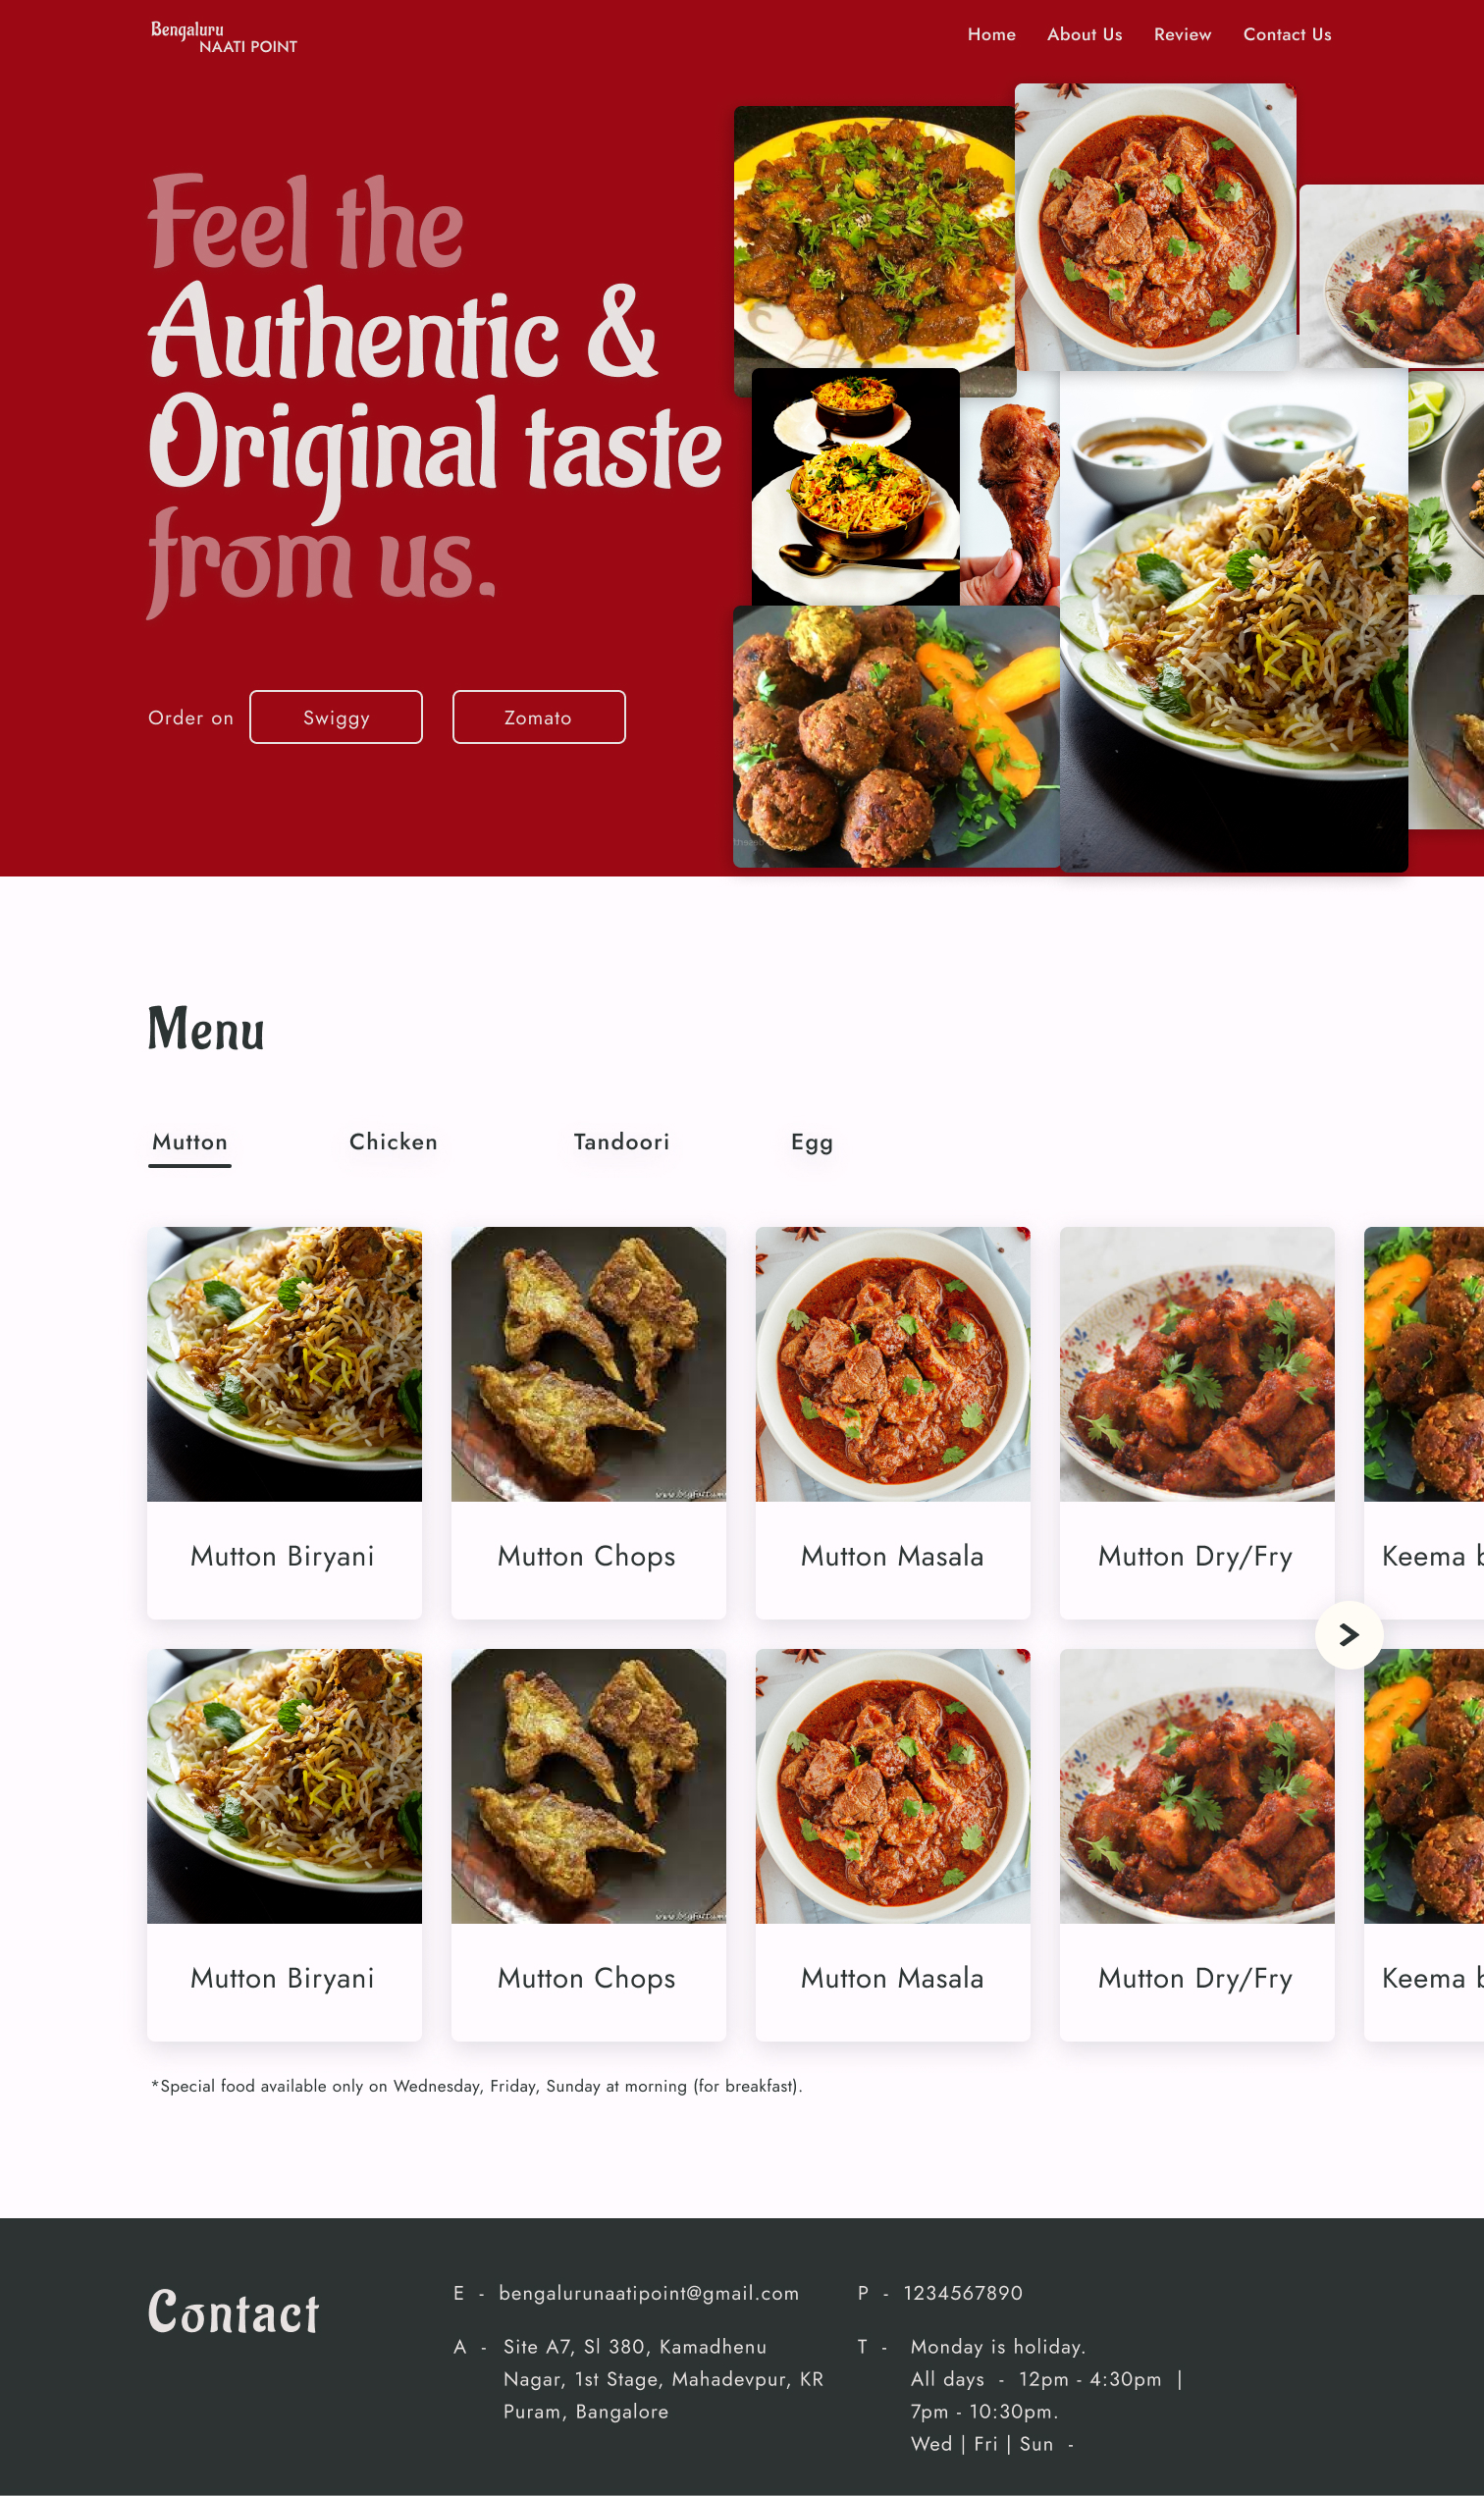 Bengaluru
NAATI POINT
Home About Us Review Contact Us
Feel the
Authentic &
Original taste
from us.
Order on Swiggy Zomato
Menu
Mutton Chicken Tandoori Egg
Mutton Biryani Mutton Chops Mutton Masala Mutton Dry/Fry Keema
Mutton Biryani Mutton Chops Mutton Masala Mutton Dry/Fry Keema
*Special food available only on Wednesday, Friday, Sunday at morning (for breakfast).
Contact
E - bengalurunaatipoint@gmail.com
A - Site A7, Sl 380, Kamadhenu
Nagar, 1st Stage, Mahadevpur, KR
Puram, Bangalore
P - 1234567890
T - Monday is holiday.
All days - 12pm - 4:30pm |
7pm - 10:30pm.
Wed | Fri | Sun -